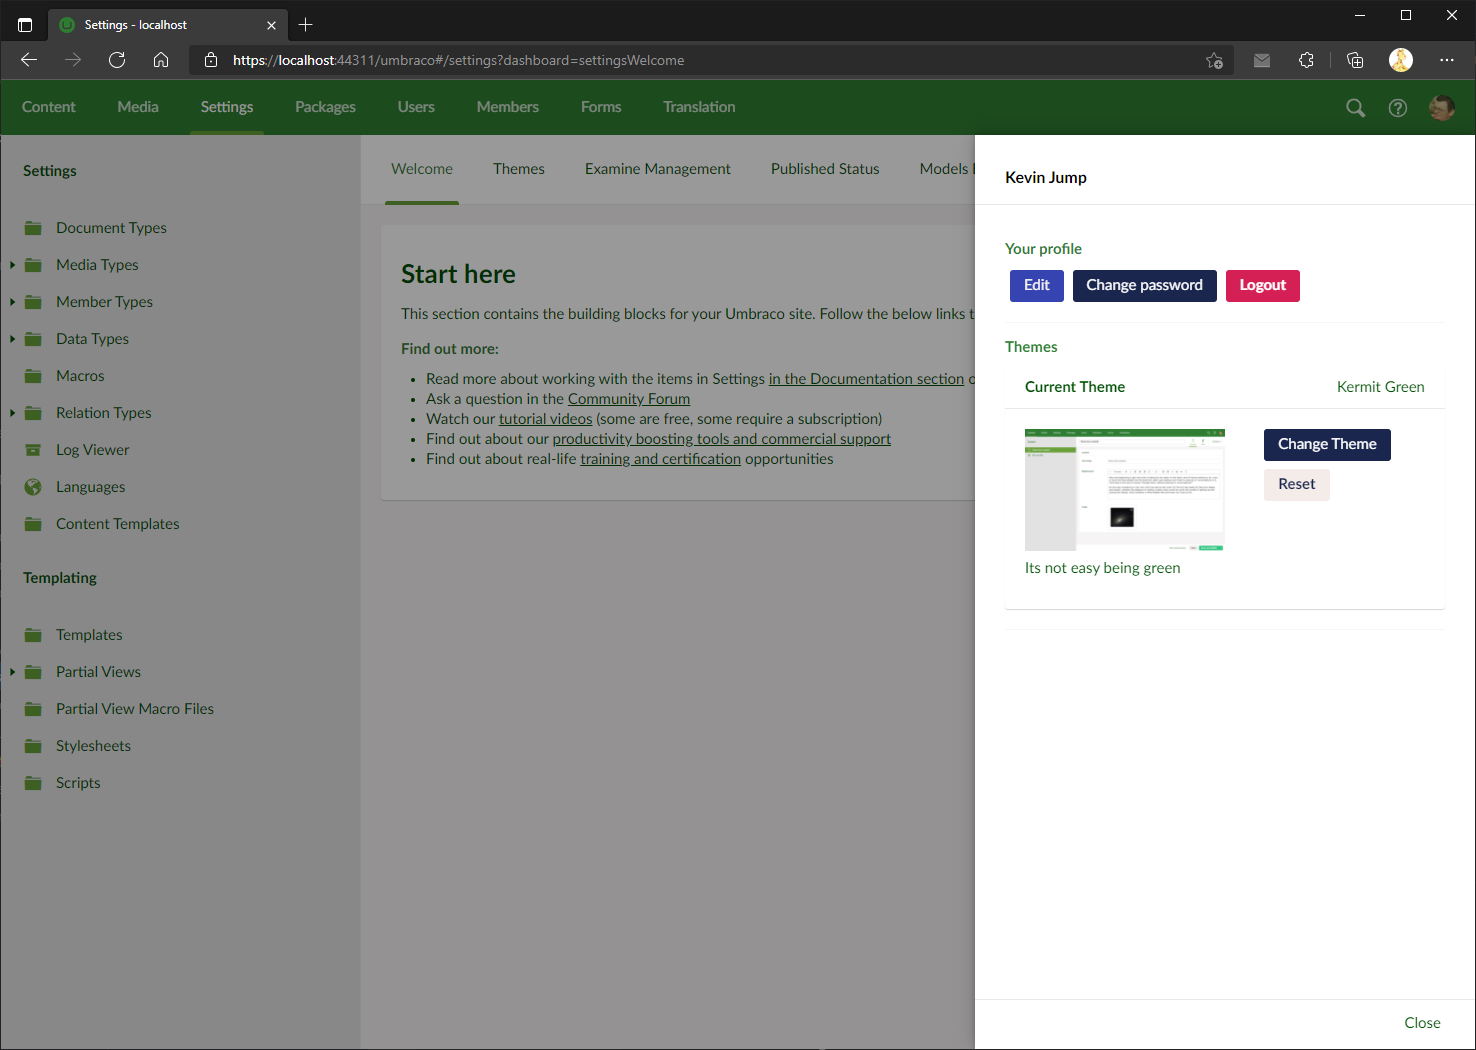 Settings - localhost
https://localhost:44311/umbraco#/settings?dashboard=settingsWelcome
Content Media Settings Packages Users Members Forms Translation
Settings
Document Types
Media Types
Member Types
Data Types
Macros
Relation Types
Log Viewer
Languages
Content Templates
Templating
Templates
Partial Views
Partial View Macro Files
Stylesheets
Scripts
Welcome Themes Examine Management Published Status Models
Start here
This section contains the building blocks for your Umbraco site. Follow the below links
Find out more:
Read more about working with the items in Settings in the Documentation section
Ask a question in the Community Forum
Watch our tutorial videos (some are free, some require a subscription)
Find out about our productivity boosting tools and commercial support
Find out about real-life training and certification opportunities
Kevin Jump
Your profile
Edit Change password Logout
Themes
Current Theme Kermit Green
Change Theme
Reset
Its not easy being green
Close